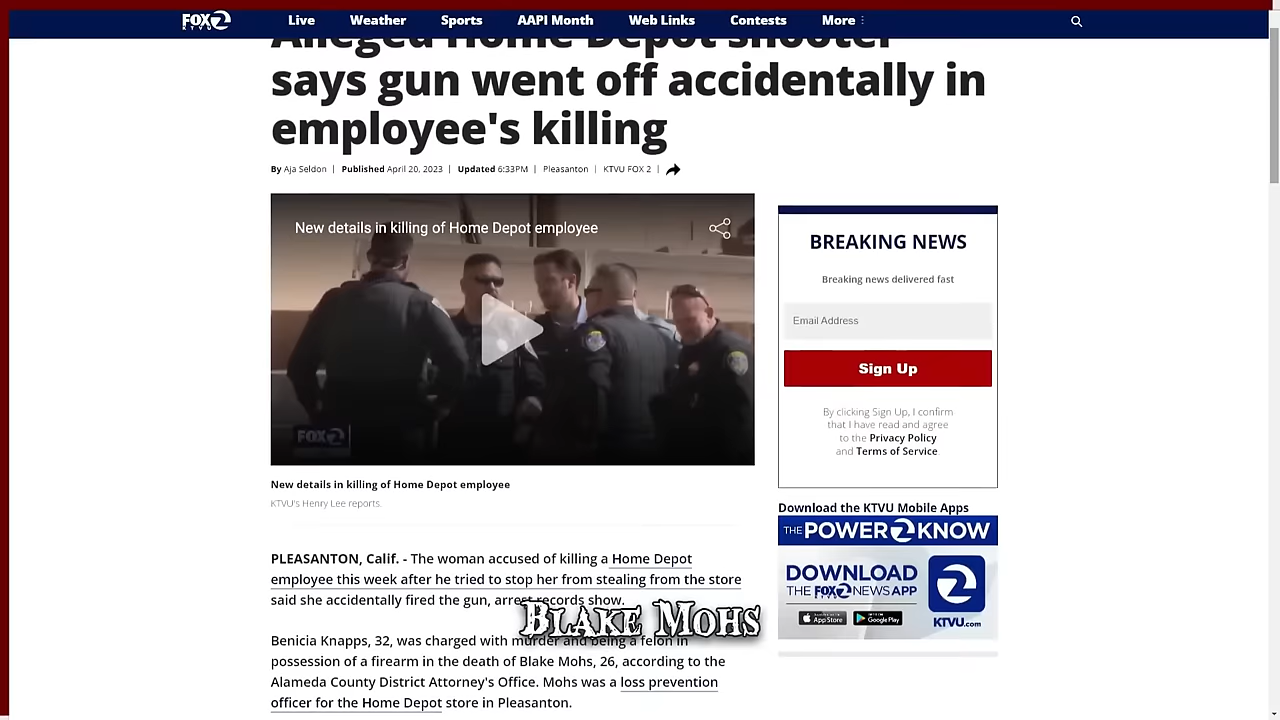 FOX 2 Live Weather Sports AAPI Month Web Links Contests More
KTVU
Alleged Home Depot shooter
says gun went off accidentally in
employee's killing
By Aja Seldon | Published April 20, 2023 | Updated 6:33PM | Pleasanton | KTVU FOX 2 |
New details in killing of Home Depot employee
FOX 2
New details in killing of Home Depot employee
KTVU's Henry Lee reports.
PLEASANTON, Calif. - The woman accused of killing a Home Depot
employee this week after he tried to stop her from stealing from the store
said she accidentally fired the gun, arrest records show.
Blake Mohs
Benicia Knapps, 32, was charged with murder and being a felon in
possession of a firearm in the death of Blake Mohs, 26, according to the
Alameda County District Attorney's Office. Mohs was a loss prevention
officer for the Home Depot store in Pleasanton.
BREAKING NEWS
Breaking news delivered fast
Email Address
Sign Up
By clicking Sign Up, I confirm
that I have read and agree
to the Privacy Policy
and Terms of Service
Download the KTVU Mobile Apps
THE POWER 2 KNOW
DOWNLOAD
THE FOX 2 NEWS APP
App Store Google Play
2
KTVU.com